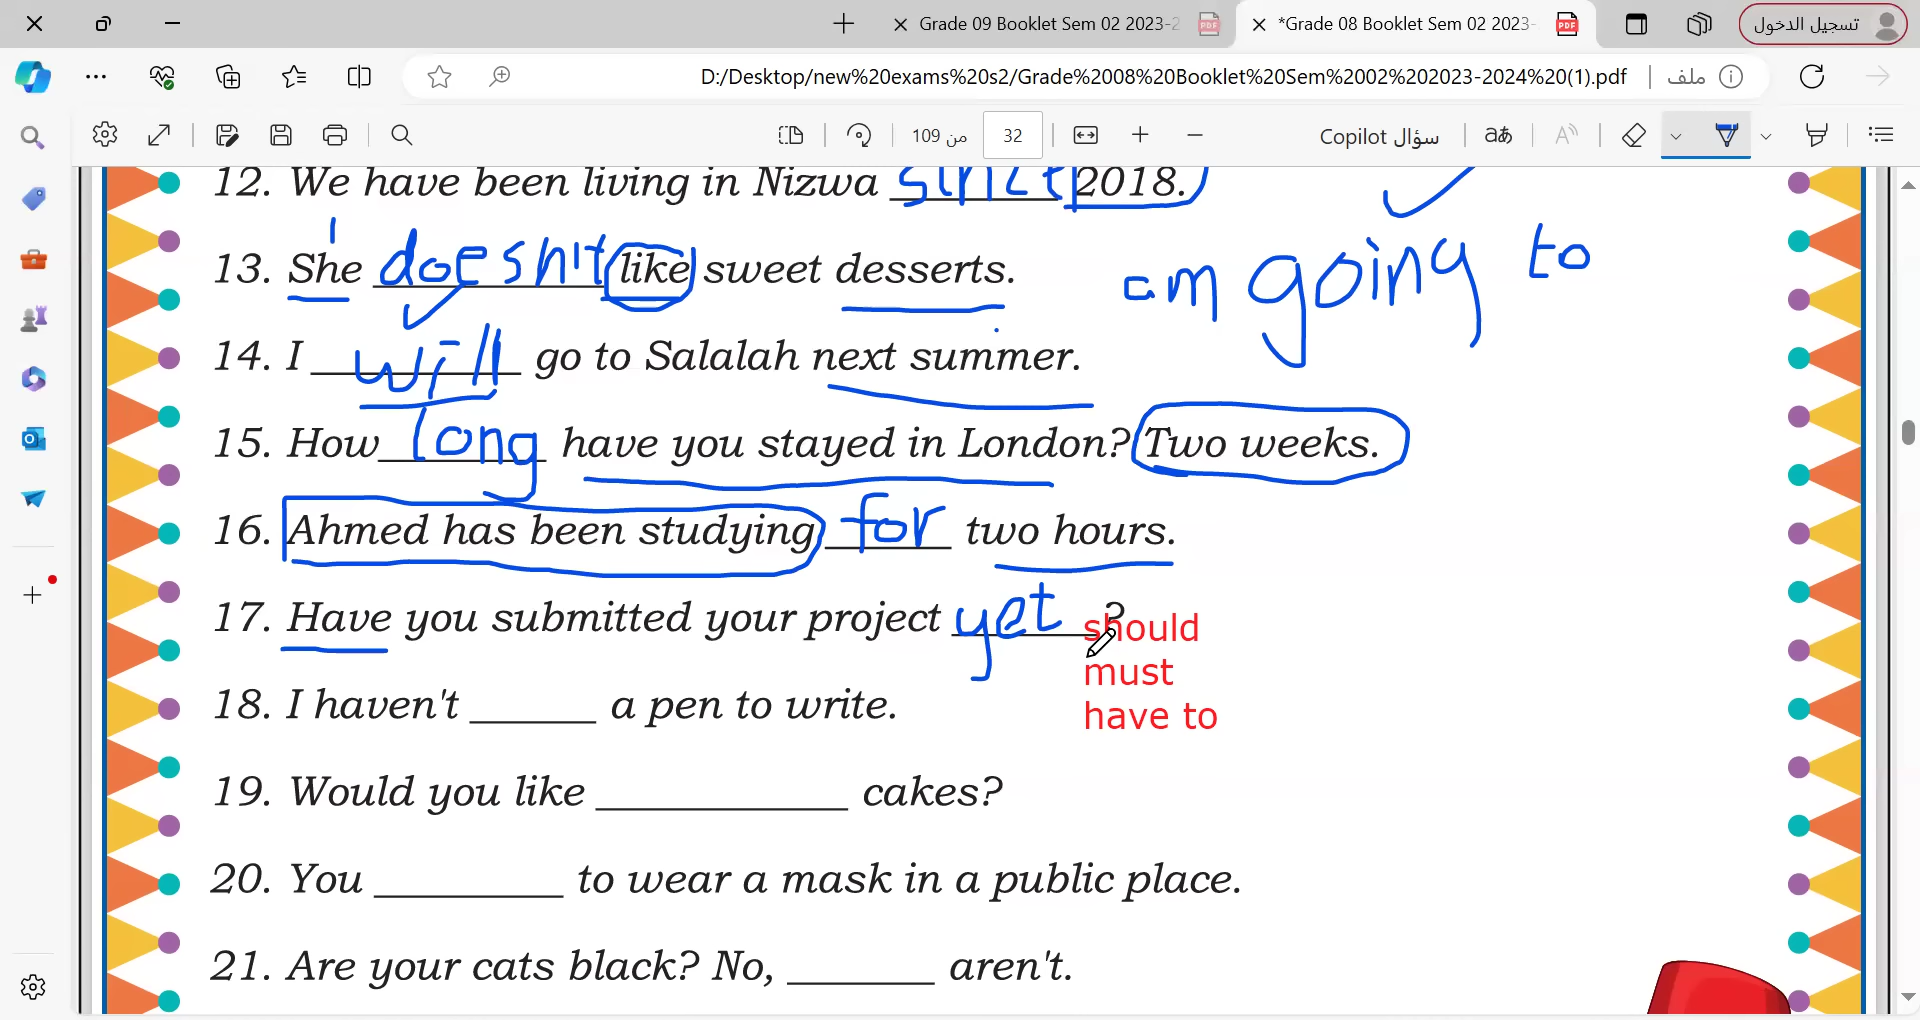 Grade 09 Booklet Sem 02 2023-2
*Grade 08 Booklet Sem 02 2023-
تسجيل الدخول
D:/Desktop/new%20exams%20s2/Grade%2008%20Booklet%20Sem%2002%202023-2024%20(1).pdf
ملف
من 109
32
سؤال Copilot
12. We have been living in Nizwa since 2018.
13. She doesn't like sweet desserts.
am going to
14. I will go to Salalah next summer.
15. How long have you stayed in London? Two weeks.
16. Ahmed has been studying for two hours.
17. Have you submitted your project yet ?
should
must
have to
18. I haven't ______ a pen to write.
19. Would you like ____________ cakes?
20. You _________ to wear a mask in a public place.
21. Are your cats black? No, _______ aren't.